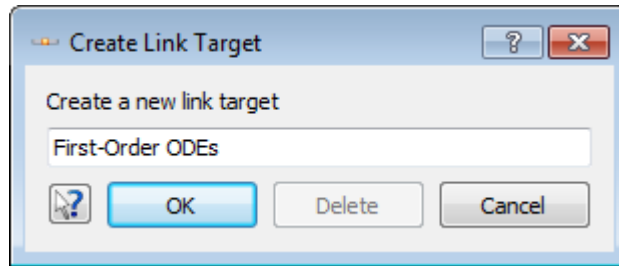 Create Link Target
?
Create a new link target
First-Order ODEs
? OK Delete Cancel